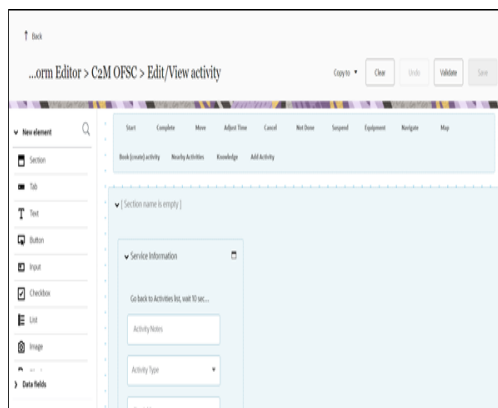 Back
...orm Editor > C2M OFSC > Edit/View activity
Copy to
Clear
Undo
Validate
Save
New element
Section
Tab
Text
Button
Input
Checkbox
List
Image
Data fields
Start Complete Move Adjust Time Cancel Not Done Suspend Equipment Navigate Map
Book (create) activity Nearby Activities Knowledge Add Activity
[ Section name is empty ]
Service Information
Go back to Activities list, wait 10 sec...
Activity Notes
Activity Type